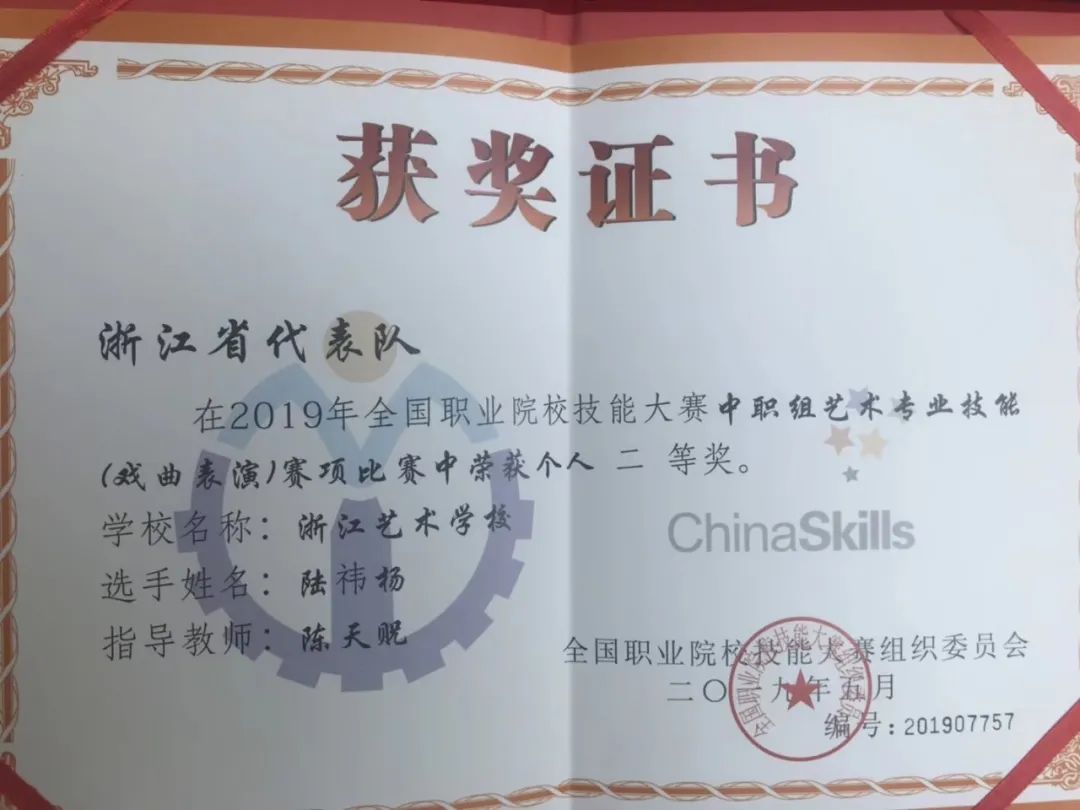 获奖证书
浙江省代表队
在2019年全国职业院校技能大赛中职组艺术专业技能
(戏曲表演)赛项比赛中荣获个人 二 等奖。
学校名称：浙江艺术学校
ChinaSkills
选手姓名：陆祎杨
指导教师：陈天贶
全国职业院校技能大赛组织委员会
二〇一九年五月
编号：201907757